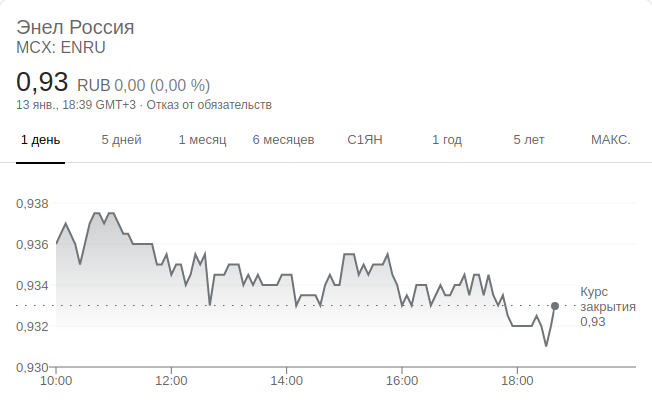 Энел Россия
MCX: ENRU
0,93 RUB 0,00 (0,00 %)
13 янв., 18:39 GMT+3 · Отказ от обязательств
1 день 5 дней 1 месяц 6 месяцев С1ЯН 1 год 5 лет МАКС.
0,938
0,936
0,934
Курс
закрытия
0,93
0,932
0,930
10:00 12:00 14:00 16:00 18:00